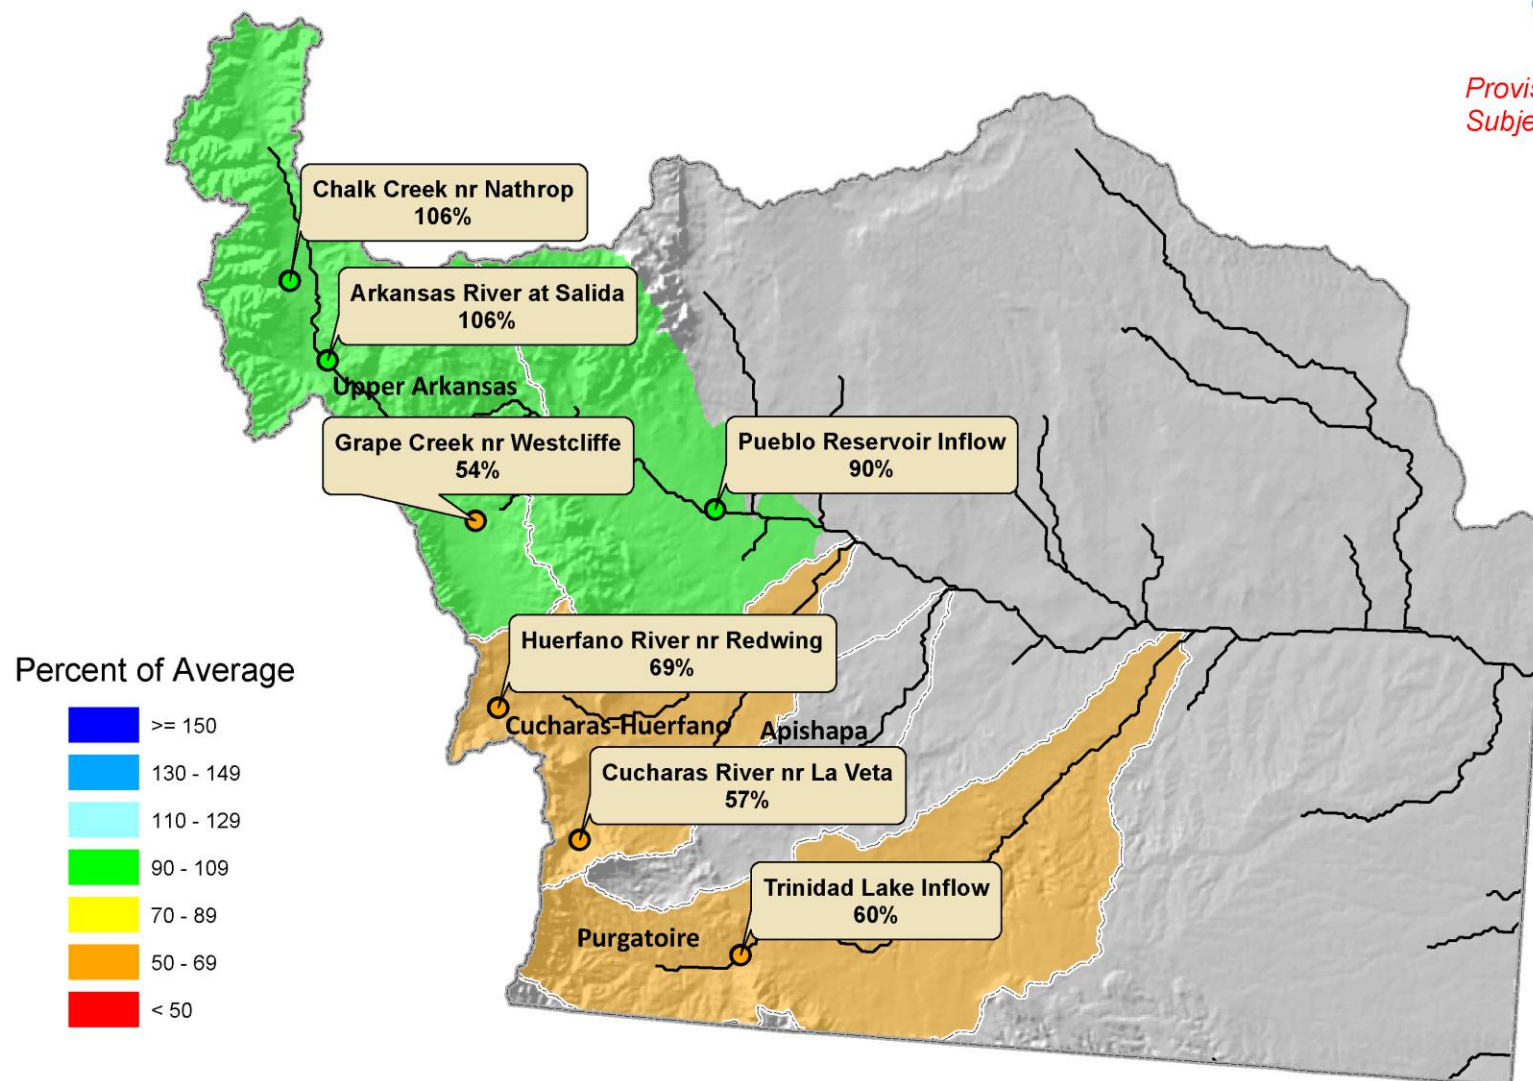 Provis
Subje
Chalk Creek nr Nathrop
106%
Arkansas River at Salida
106%
Upper Arkansas
Grape Creek nr Westcliffe
54%
Pueblo Reservoir Inflow
90%
Huerfano River nr Redwing
69%
Cucharas-Huerfano
Apishapa
Cucharas River nr La Veta
57%
Trinidad Lake Inflow
60%
Purgatoire
Percent of Average
>= 150
130 - 149
110 - 129
90 - 109
70 - 89
50 - 69
< 50